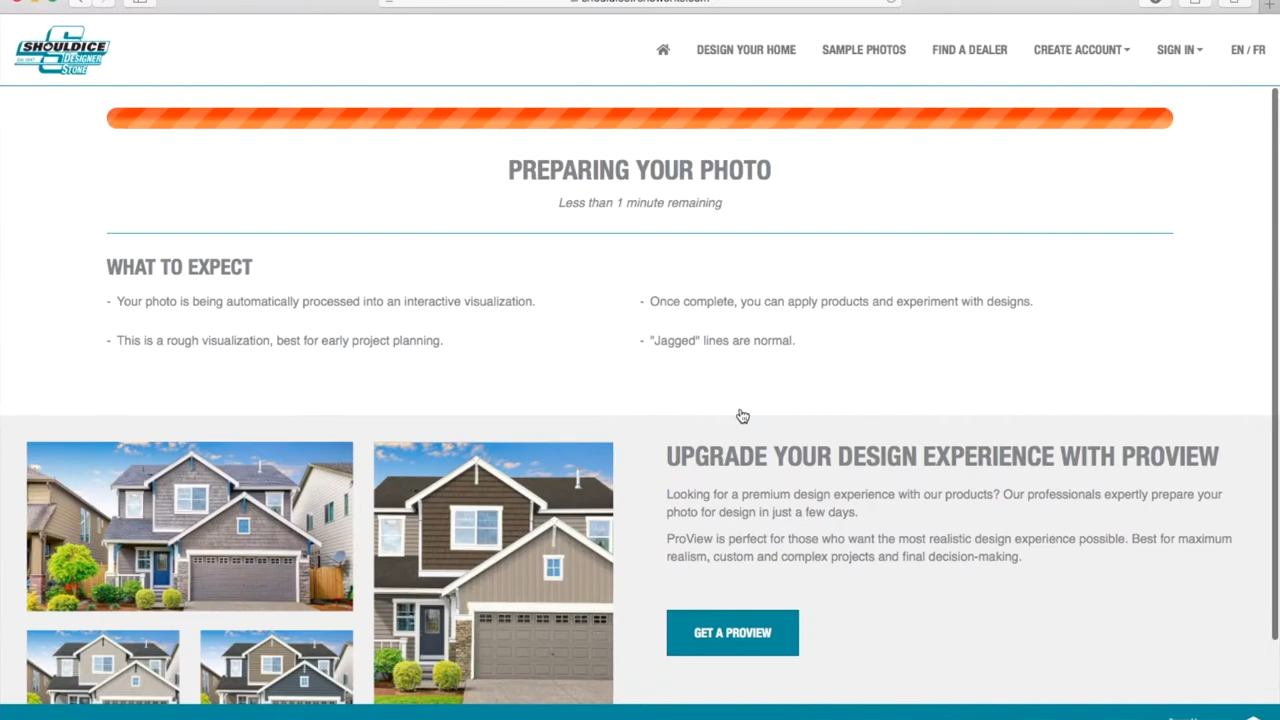 SHOULDICE
DESIGNER
STONE
DESIGN YOUR HOME
SAMPLE PHOTOS
FIND A DEALER
CREATE ACCOUNT
SIGN IN
EN / FR
PREPARING YOUR PHOTO
Less than 1 minute remaining
WHAT TO EXPECT
- Your photo is being automatically processed into an interactive visualization.
- Once complete, you can apply products and experiment with designs.
- This is a rough visualization, best for early project planning.
- "Jagged" lines are normal.
UPGRADE YOUR DESIGN EXPERIENCE WITH PROVIEW
Looking for a premium design experience with our products? Our professionals expertly prepare your
photo for design in just a few days.
ProView is perfect for those who want the most realistic design experience possible. Best for maximum
realism, custom and complex projects and final decision-making.
GET A PROVIEW